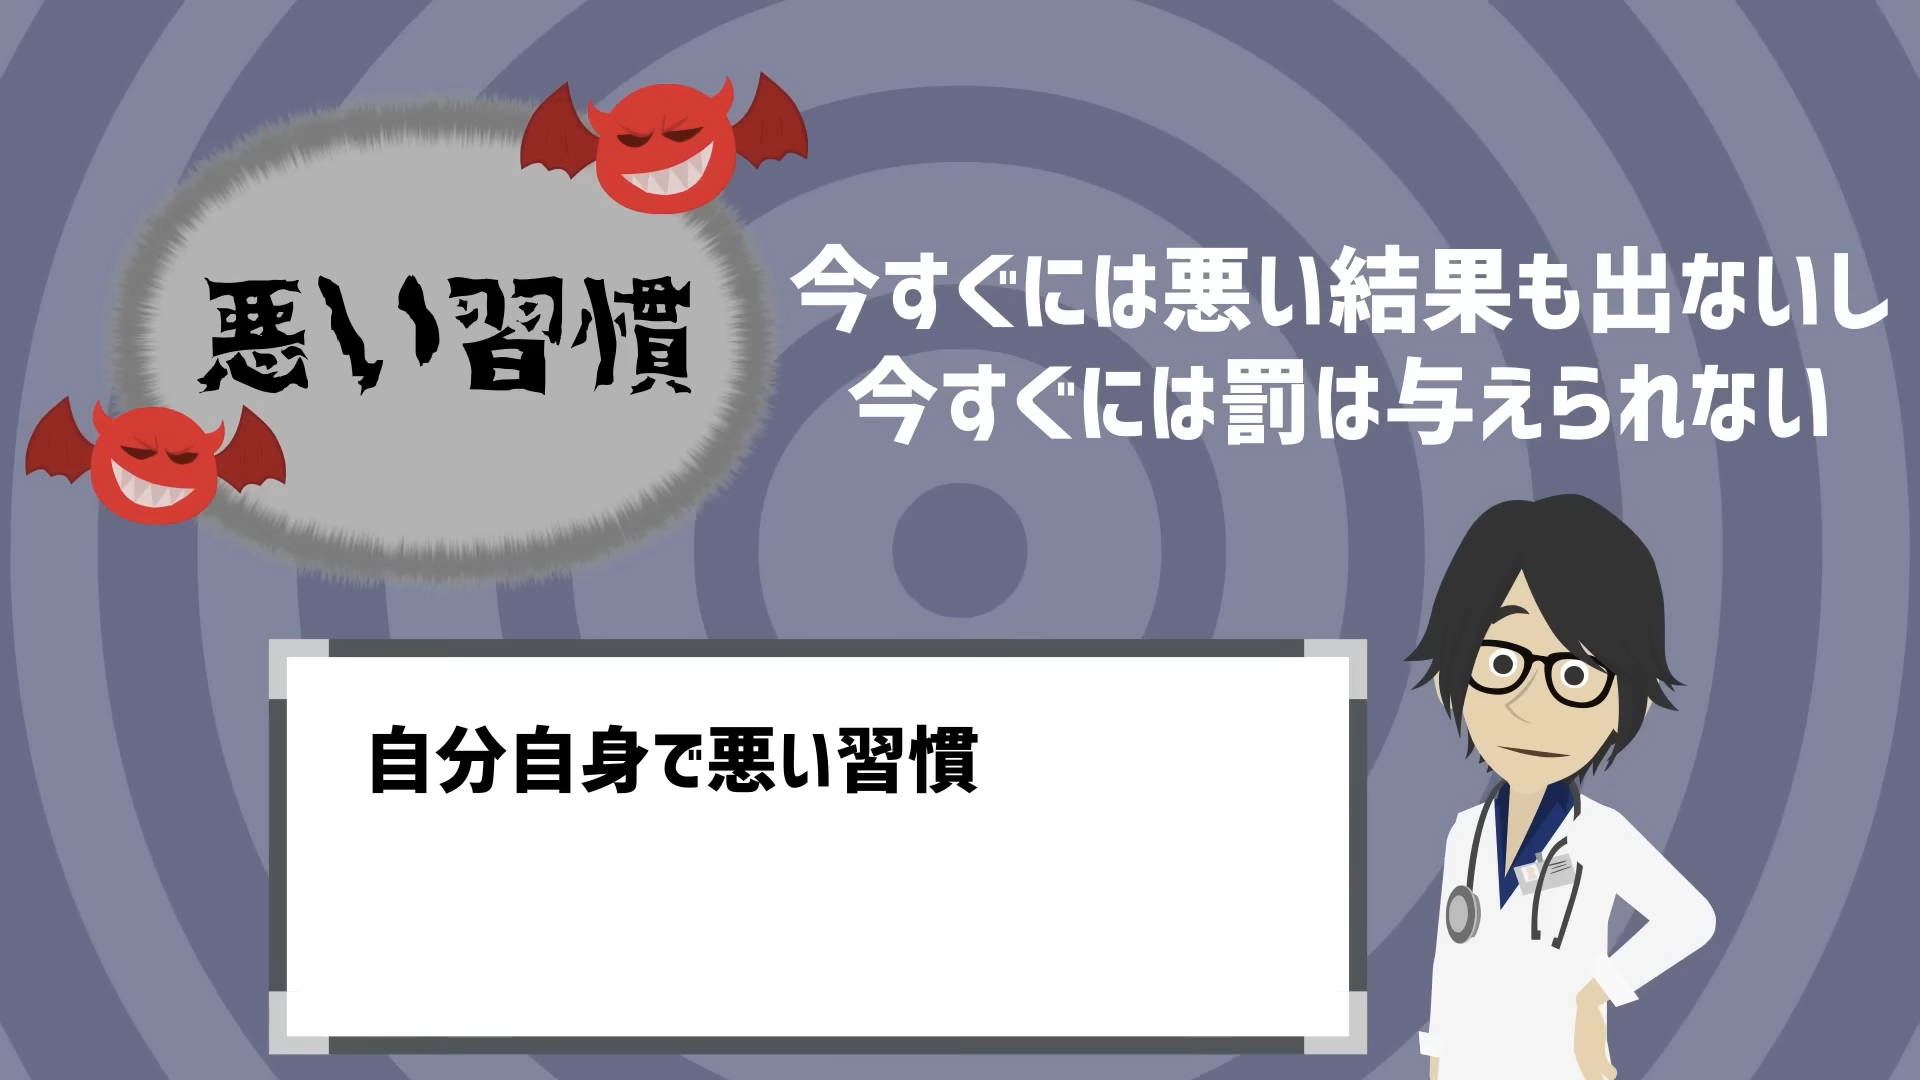 悪い習慣
今すぐには悪い結果も出ないし
今すぐには罰は与えられない
自分自身で悪い習慣